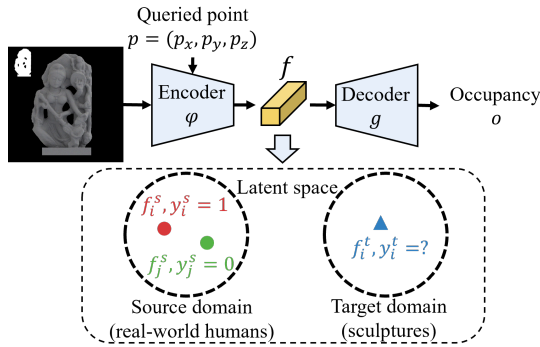 Queried point
p = (pₓ, p_y, p_z)
f
Encoder
φ
Decoder
g
Occupancy
o
Latent space
f_i^s, y_i^s = 1
f_j^s, y_j^s = 0
f_i^t, y_i^t =?
Source domain
(real-world humans)
Target domain
(sculptures)